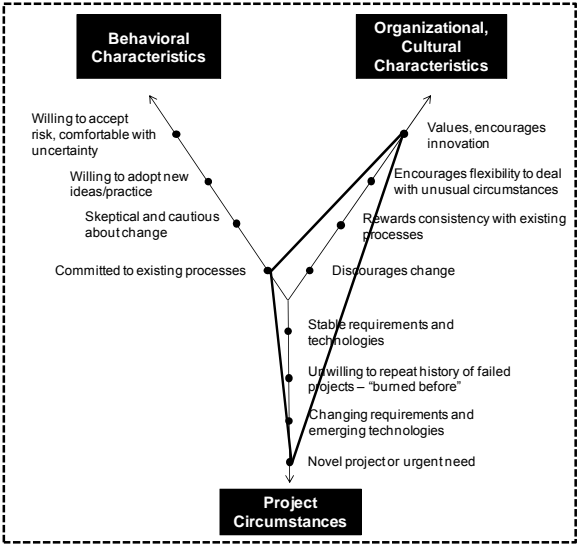 Behavioral
Characteristics
Organizational,
Cultural
Characteristics
Willing to accept
risk, comfortable with
uncertainty
Willing to adopt new
ideas/practice
Skeptical and cautious
about change
Committed to existing processes
Values, encourages
innovation
Encourages flexibility to deal
with unusual circumstances
Rewards consistency with existing
processes
Discourages change
Stable requirements and
technologies
Unwilling to repeat history of failed
projects – “burned before”
Changing requirements and
emerging technologies
Novel project or urgent need
Project
Circumstances